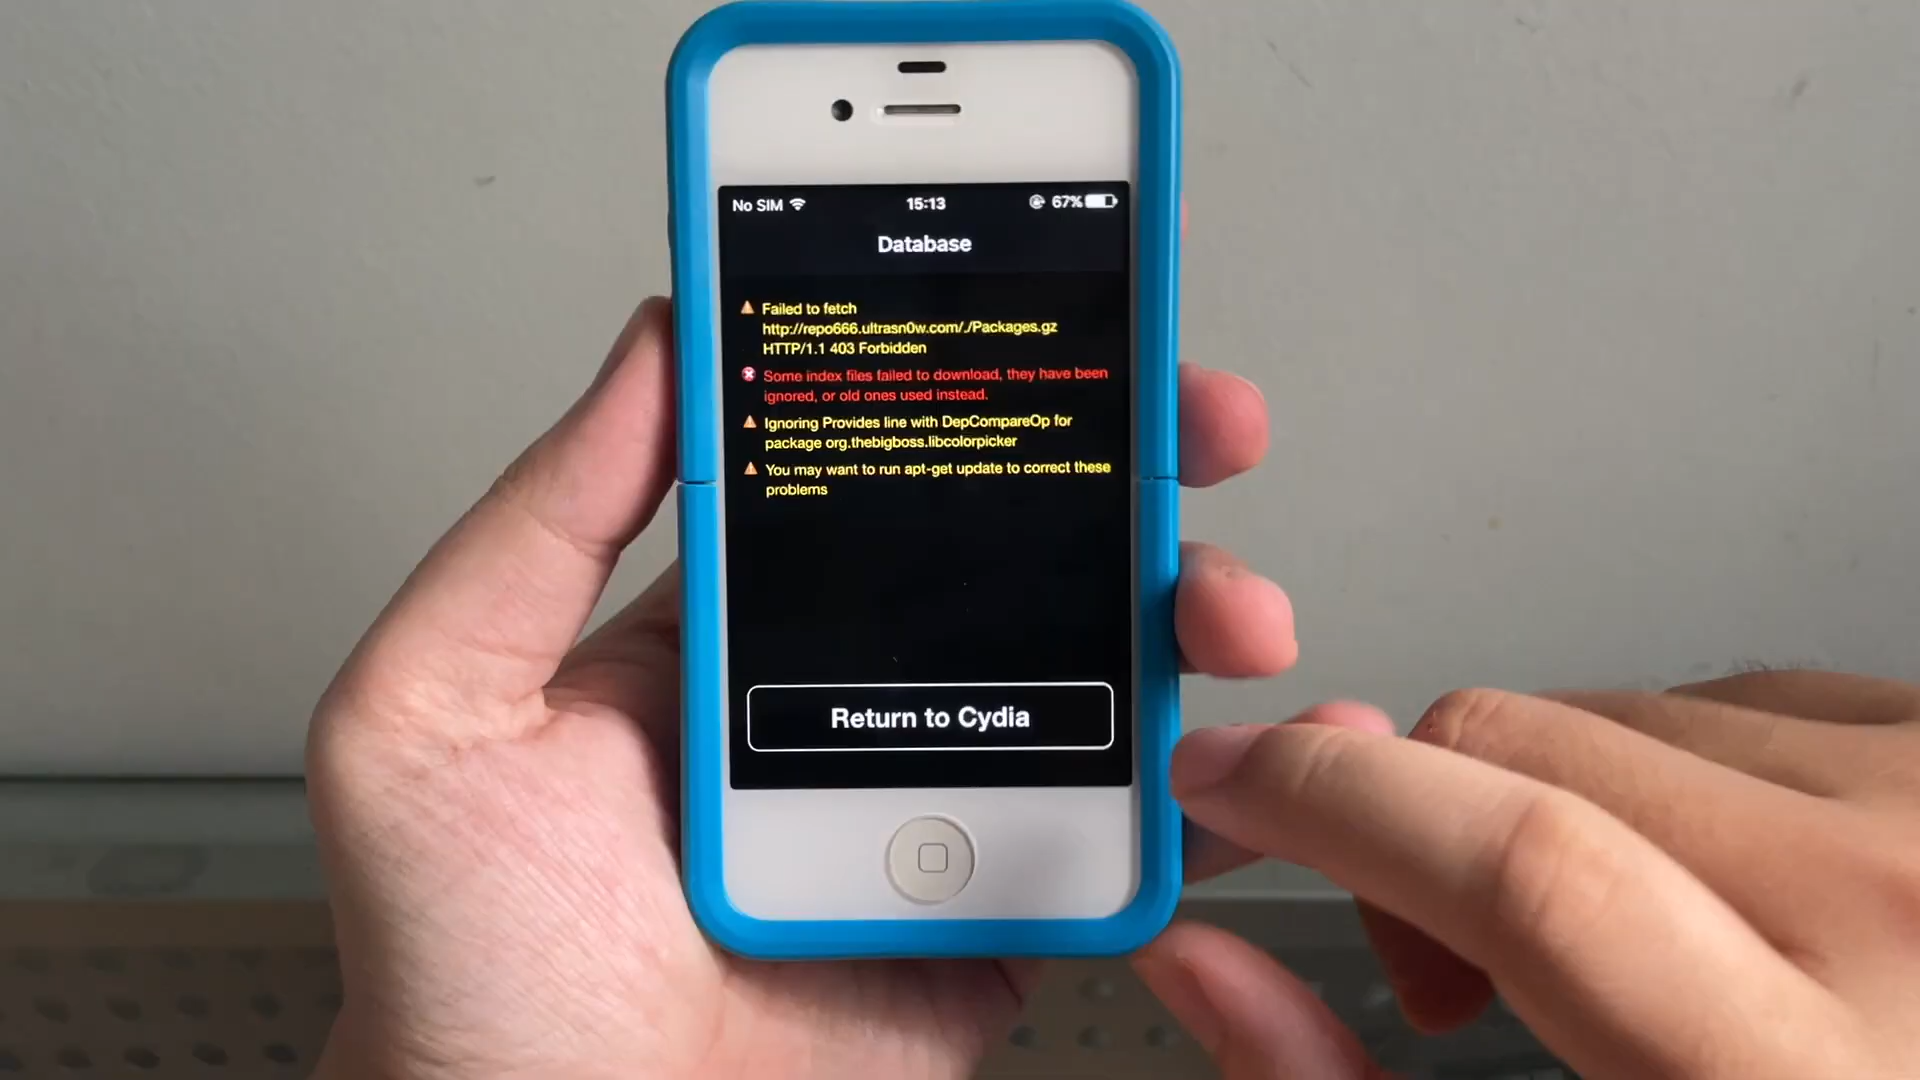 No SIM 15:13 67%
Database
Failed to fetch
http://repo666.ultrasn0w.com/./Packages.gz
HTTP/1.1 403 Forbidden
Some index files failed to download, they have been
ignored, or old ones used instead.
Ignoring Provides line with DepCompareOp for
package org.thebigboss.libcolorpicker
You may want to run apt-get update to correct these
problems
Return to Cydia